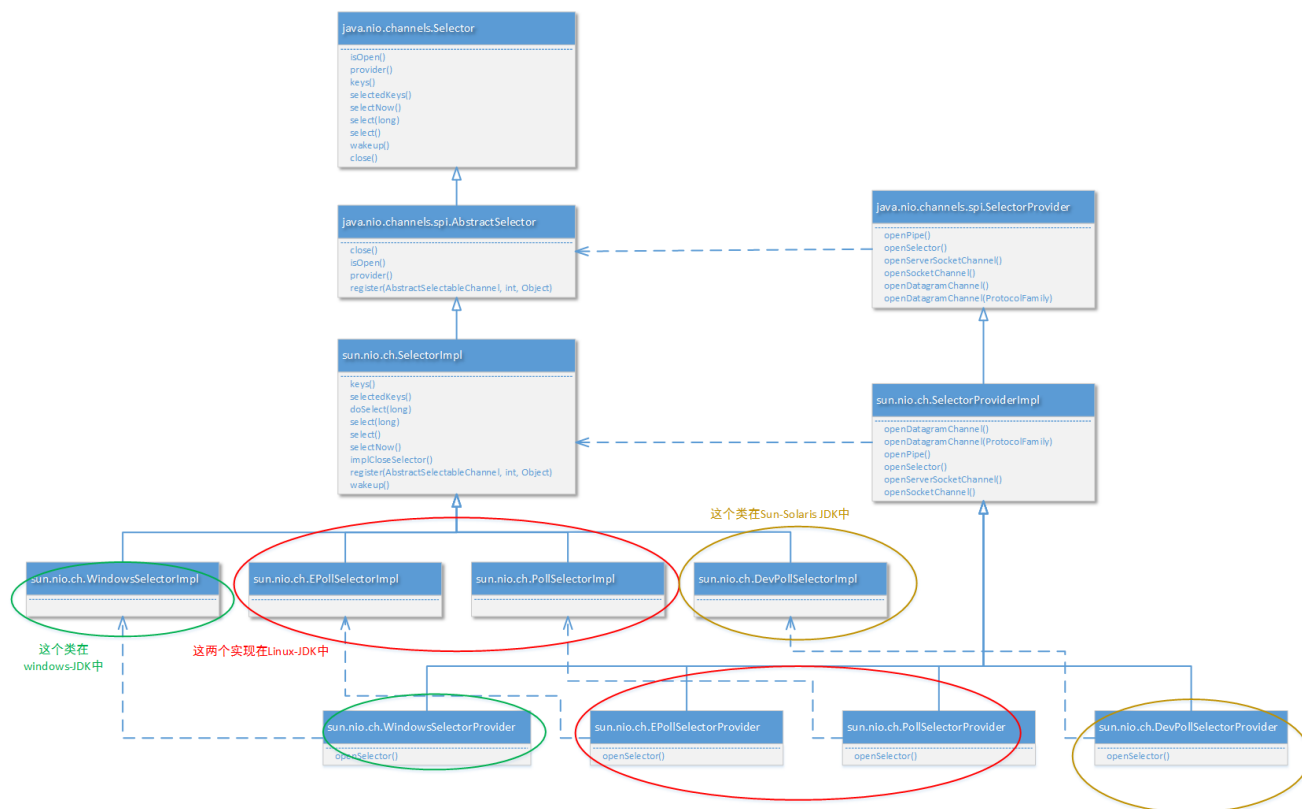 java.nio.channels.Selector
isOpen()
provider()
keys()
selectedKeys()
selectNow()
select(long)
select()
wakeup()
close()
java.nio.channels.spi.AbstractSelector
close()
isOpen()
provider()
register(AbstractSelectableChannel, int, Object)
java.nio.channels.spi.SelectorProvider
openPipe()
openSelector()
openServerSocketChannel()
openSocketChannel()
openDatagramChannel()
openDatagramChannel(ProtocolFamily)
sun.nio.ch.SelectorImpl
keys()
selectedKeys()
doSelect(long)
select(long)
select()
selectNow()
implCloseSelector()
register(AbstractSelectableChannel, int, Object)
wakeup()
sun.nio.ch.SelectorProviderImpl
openDatagramChannel()
openDatagramChannel(ProtocolFamily)
openPipe()
openSelector()
openServerSocketChannel()
openSocketChannel()
这个类在Sun-Solaris JDK中
sun.nio.ch.WindowsSelectorImpl
sun.nio.ch.EPollSelectorImpl
sun.nio.ch.PollSelectorImpl
sun.nio.ch.DevPollSelectorImpl
这个类在
windows-JDK中
这两个实现在Linux-JDK中
sun.nio.ch.WindowsSelectorProvider
openSelector()
sun.nio.ch.EPollSelectorProvider
openSelector()
sun.nio.ch.PollSelectorProvider
openSelector()
sun.nio.ch.DevPollSelectorProvider
openSelector()